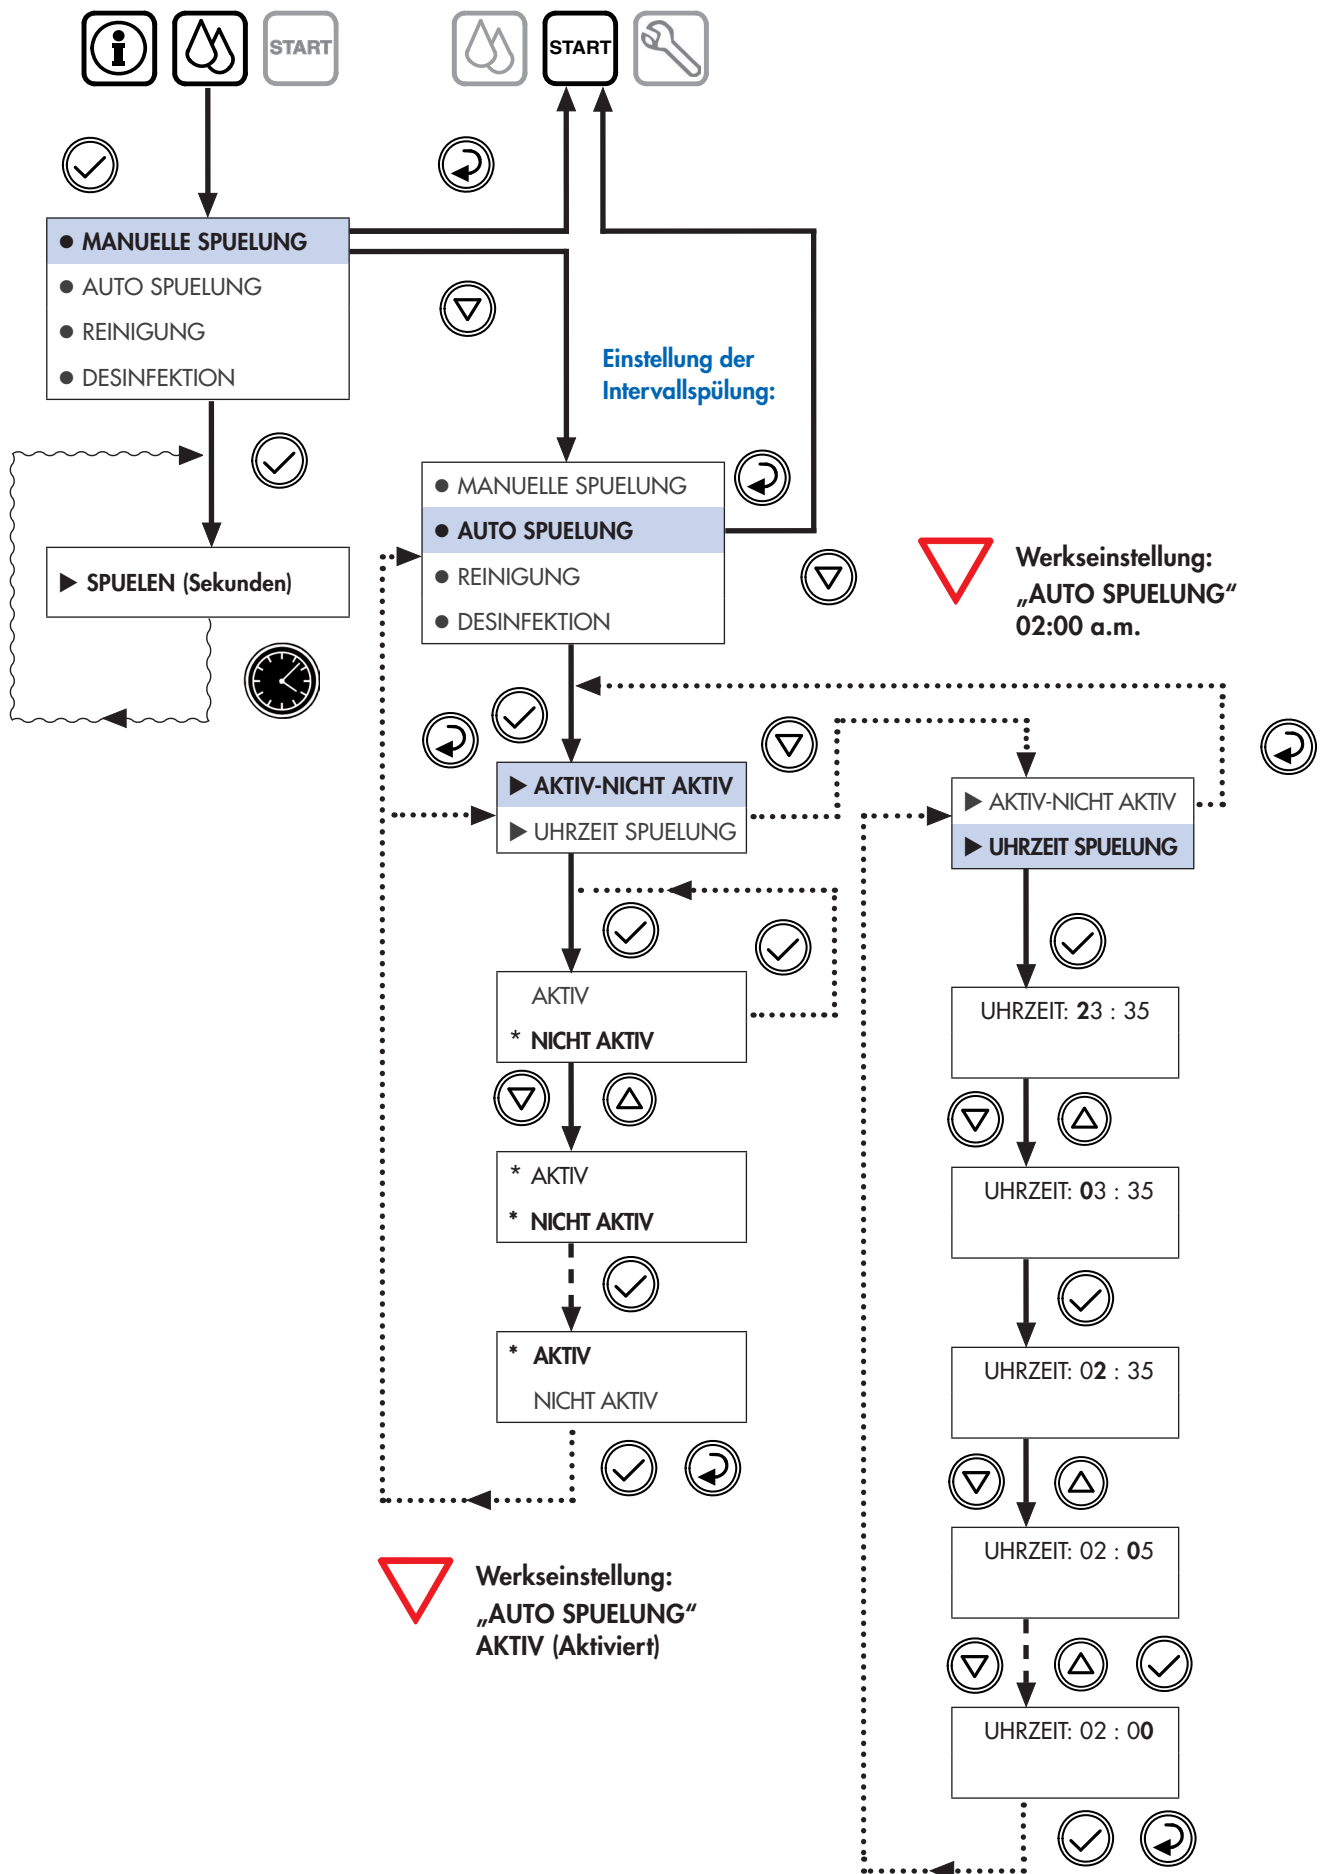 START
START
● MANUELLE SPUELUNG
● AUTO SPUELUNG
● REINIGUNG
● DESINFEKTION
▶ SPUELEN (Sekunden)
Einstellung der
Intervallspülung:
● MANUELLE SPUELUNG
● AUTO SPUELUNG
● REINIGUNG
● DESINFEKTION
Werkseinstellung:
„AUTO SPUELUNG“
02:00 a.m.
▶ AKTIV-NICHT AKTIV
▶ UHRZEIT SPUELUNG
▶ AKTIV-NICHT AKTIV
▶ UHRZEIT SPUELUNG
AKTIV
* NICHT AKTIV
* AKTIV
* NICHT AKTIV
* AKTIV
NICHT AKTIV
UHRZEIT: 23 : 35
UHRZEIT: 03 : 35
UHRZEIT: 02 : 35
UHRZEIT: 02 : 05
UHRZEIT: 02 : 00
Werkseinstellung:
„AUTO SPUELUNG“
AKTIV (Aktiviert)